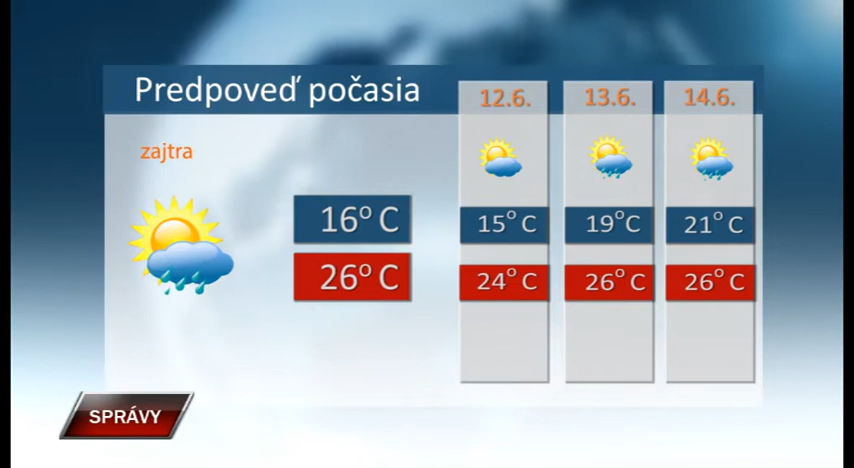 Predpoveď počasia
zajtra
16° C
26° C
12.6.
15° C
24° C
13.6.
19°C
26° C
14.6.
21° C
26° C
SPRÁVY